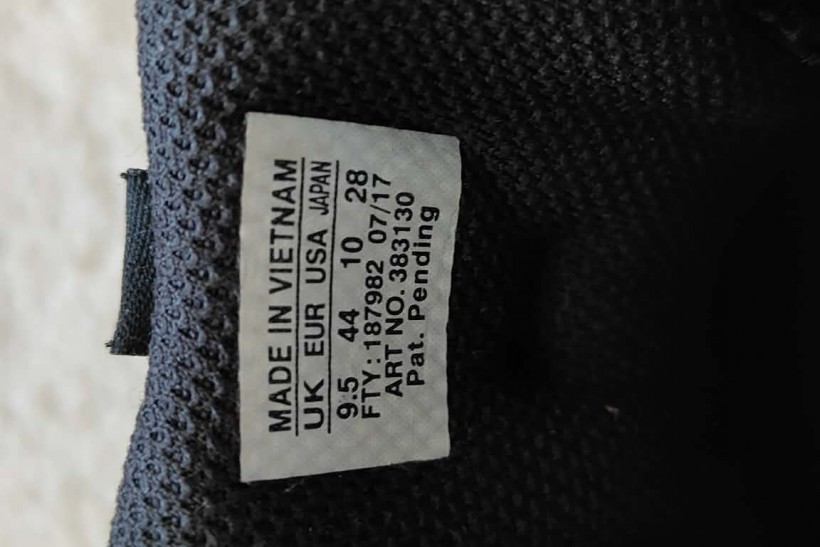 MADE IN VIETNAM
UK EUR USA JAPAN
9.5 44 10 28
FTY: 187982 07/17
ART NO. 383130
Pat. Pending